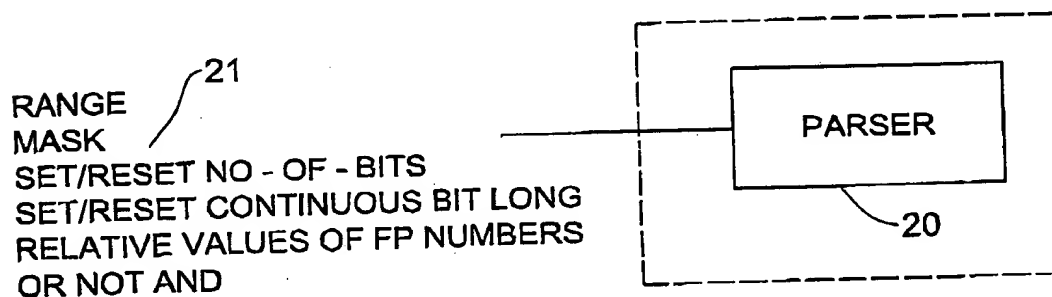 21
RANGE
MASK
SET/RESET NO - OF - BITS
SET/RESET CONTINUOUS BIT LONG
RELATIVE VALUES OF FP NUMBERS
OR NOT AND
PARSER
20